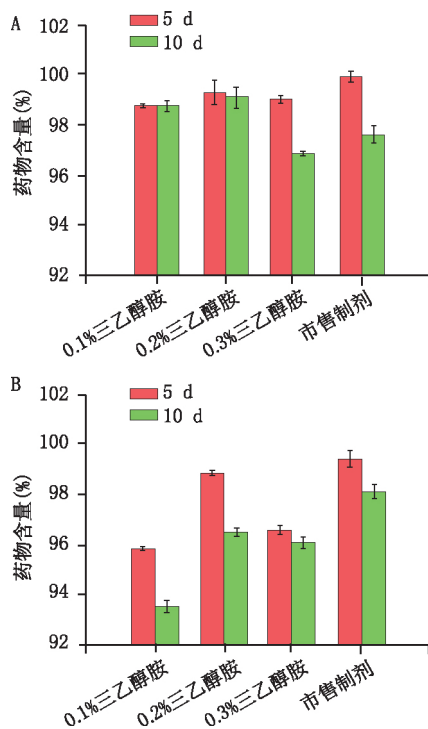 A
102
100
98
96
94
92
药物含量(%)
5 d
10 d
0.1%三乙醇胺
0.2%三乙醇胺
0.3%三乙醇胺
市售制剂
B
102
100
98
96
94
92
药物含量(%)
5 d
10 d
0.1%三乙醇胺
0.2%三乙醇胺
0.3%三乙醇胺
市售制剂